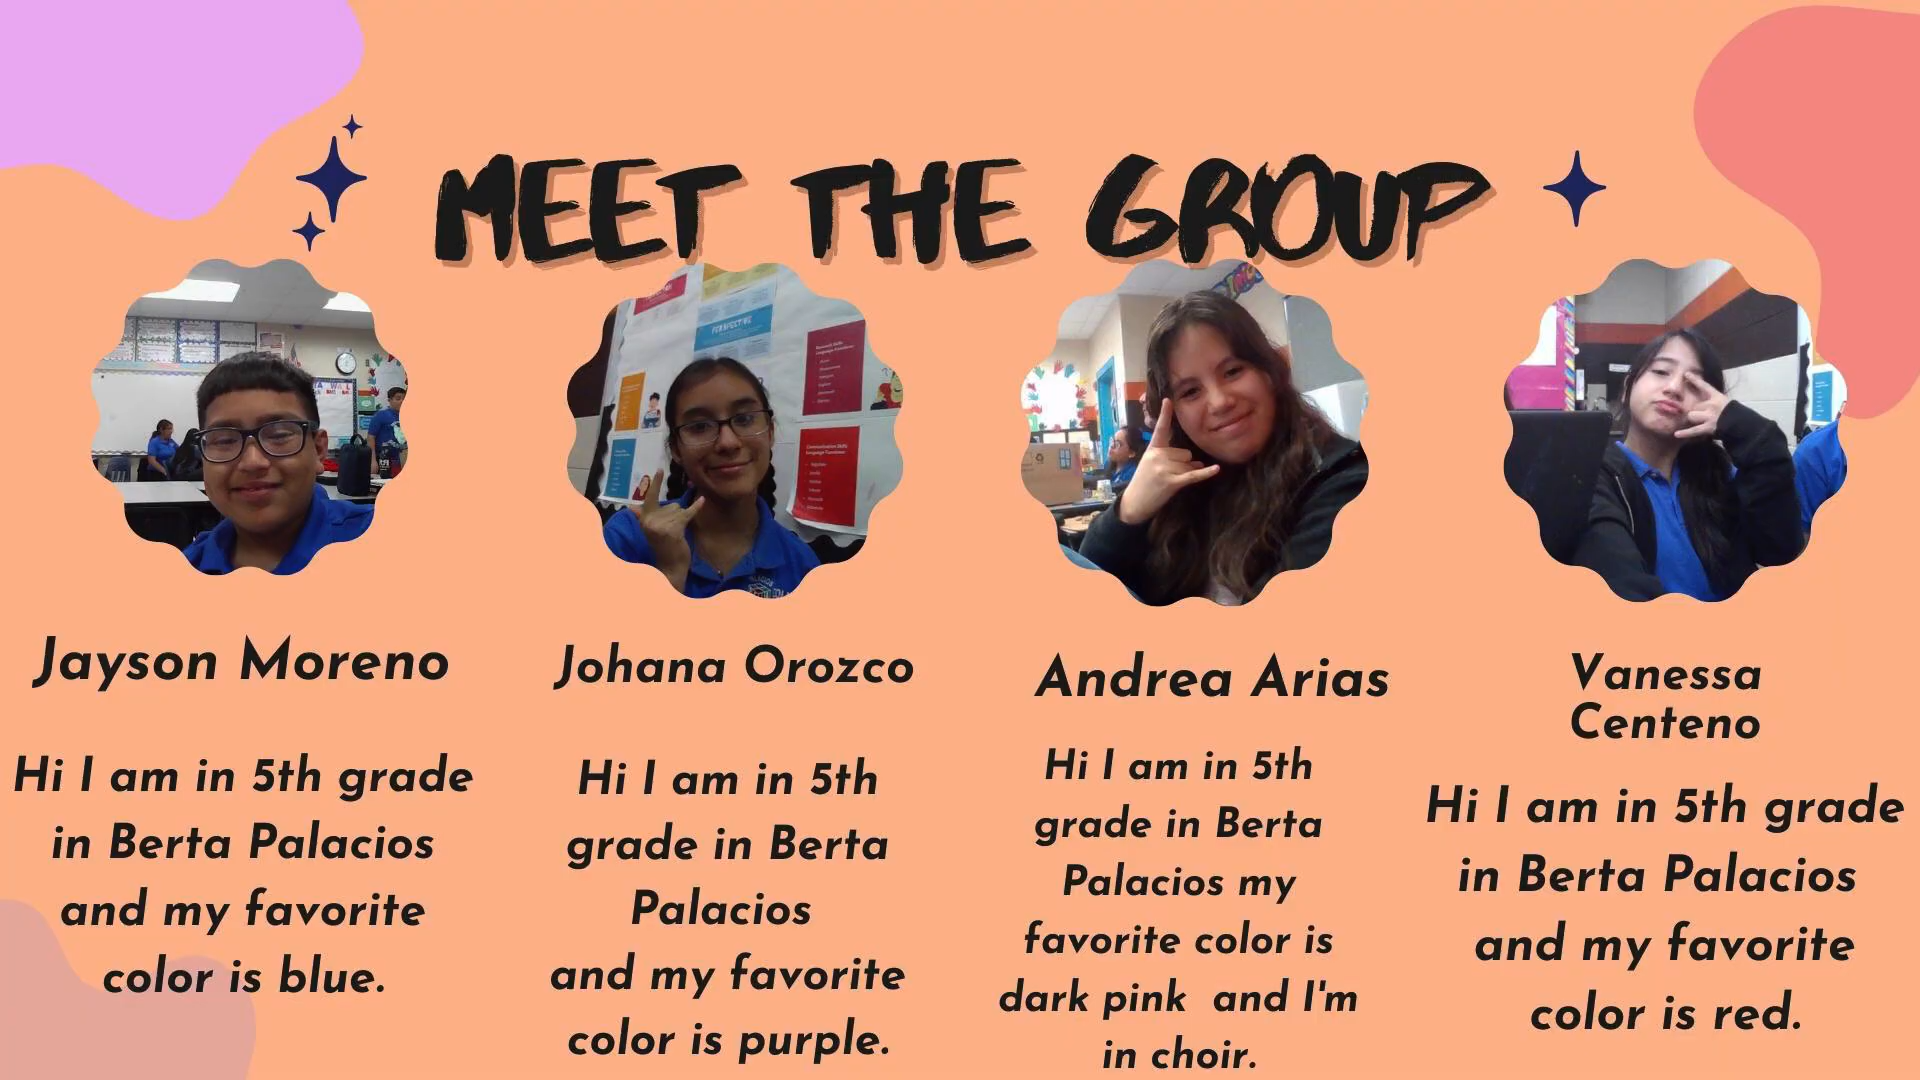 MEET THE GROUP
PERSPECTIVE
Jayson Moreno
Hi I am in 5th grade
in Berta Palacios
and my favorite
color is blue.
Johana Orozco
Hi I am in 5th
grade in Berta
Palacios
and my favorite
color is purple.
Andrea Arias
Hi I am in 5th
grade in Berta
Palacios my
favorite color is
dark pink  and I'm
in choir.
Vanessa
Centeno
Hi I am in 5th grade
in Berta Palacios
and my favorite
color is red.